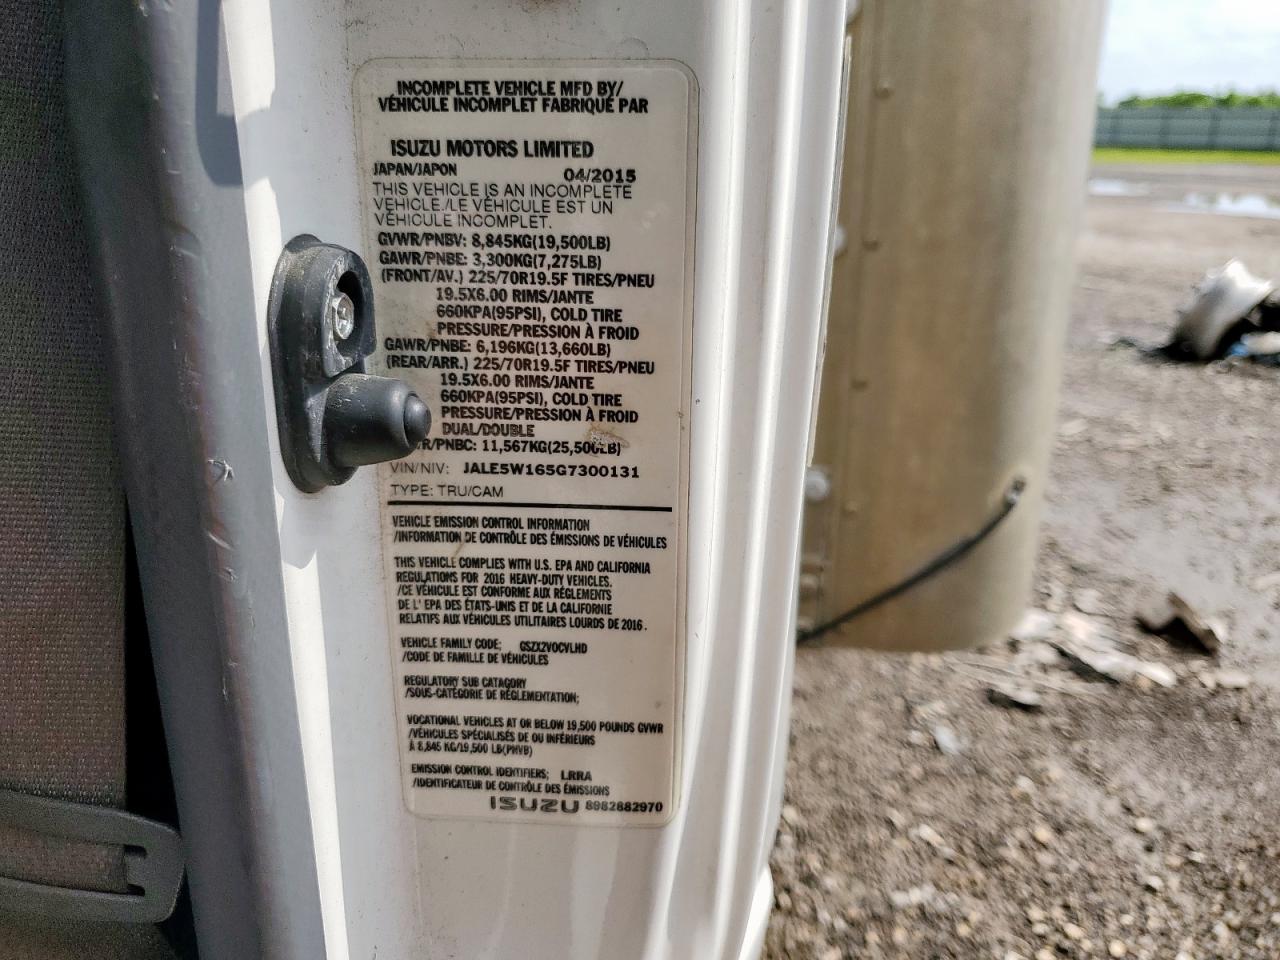 INCOMPLETE VEHICLE MFD BY/
VÉHICULE INCOMPLET FABRIQUÉ PAR
ISUZU MOTORS LIMITED
JAPAN/JAPON 04/2015
THIS VEHICLE IS AN INCOMPLETE
VEHICLE./LE VÉHICULE EST UN
VÉHICULE INCOMPLET.
GVWR/PNBV: 8,845KG(19,500LB)
GAWR/PNBE: 3,300KG(7,275LB)
(FRONT/AV.) 225/70R19.5F TIRES/PNEU
19.5X6.00 RIMS/JANTE
660KPA(95PSI), COLD TIRE
PRESSURE/PRESSION À FROID
GAWR/PNBE: 6,196KG(13,660LB)
(REAR/ARR.) 225/70R19.5F TIRES/PNEU
19.5X6.00 RIMS/JANTE
660KPA(95PSI), COLD TIRE
PRESSURE/PRESSION À FROID
DUAL/DOUBLE
R/PNBC: 11,567KG(25,500LB)
VIN/NIV: JALE5W165G7300131
TYPE: TRU/CAM
VEHICLE EMISSION CONTROL INFORMATION
/INFORMATION DE CONTRÔLE DES ÉMISSIONS DE VÉHICULES
THIS VEHICLE COMPLIES WITH U.S. EPA AND CALIFORNIA
REGULATIONS FOR 2016 HEAVY-DUTY VEHICLES.
/CE VÉHICULE EST CONFORME AUX RÉGLEMENTS
DE L' EPA DES ÉTATS-UNIS ET DE LA CALIFORNIE
RELATIFS AUX VÉHICULES UTILITAIRES LOURDS DE 2016.
VEHICLE FAMILY CODE; GSZX2VOCVLHD
/CODE DE FAMILLE DE VÉHICULES
REGULATORY SUB CATAGORY
/SOUS-CATÉGORIE DE RÉGLEMENTATION;
VOCATIONAL VEHICLES AT OR BELOW 19,500 POUNDS GVWR
/VÉHICULES SPÉCIALISÉS DE OU INFÉRIEURS
À 8,845 KG/19,500 LB(PNVB)
EMISSION CONTROL IDENTIFIERS; LRRA
/IDENTIFICATEUR DE CONTRÔLE DES ÉMISSIONS
ISUZU 8982882970